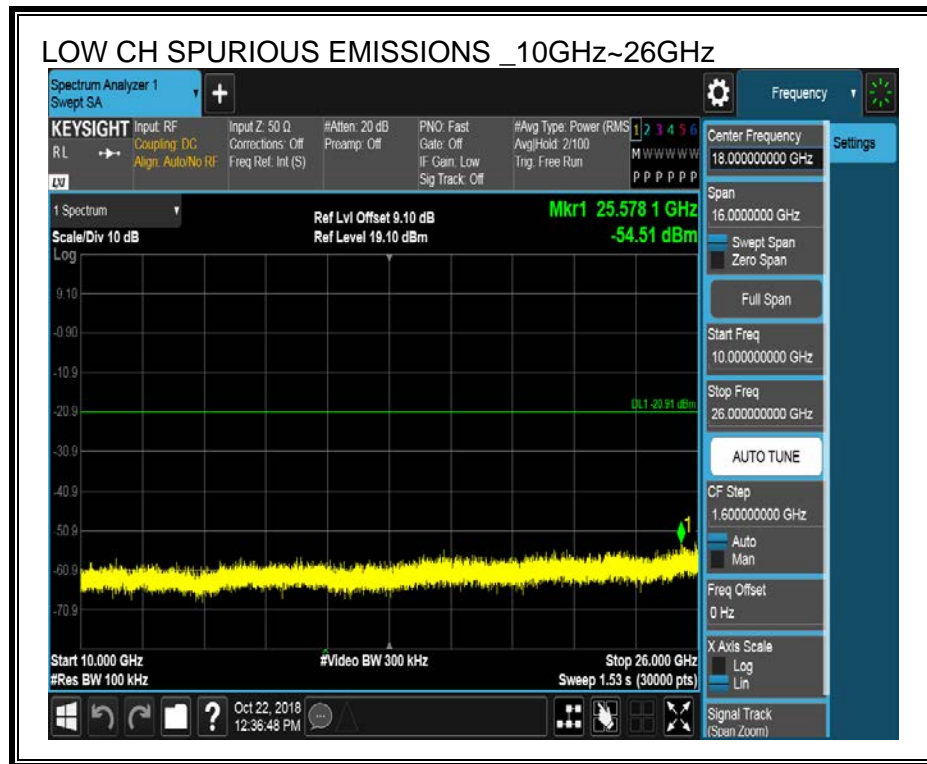 LOW CH SPURIOUS EMISSIONS _10GHz~26GHz
Spectrum Analyzer 1
Swept SA
Frequency
KEYSIGHT
RL
LXI
Input: RF
Coupling: DC
Align: Auto/No RF
Input Z: 50 Ω
Corrections: Off
Freq Ref: Int (S)
#Atten: 20 dB
Preamp: Off
PNO: Fast
Gate: Off
IF Gain: Low
Sig Track: Off
#Avg Type: Power (RMS
Avg|Hold: 2/100
Trig: Free Run
1 2 3 4 5 6
M W W W W W
P P P P P P
Center Frequency
18.000000000 GHz
Settings
Span
16.0000000 GHz
Swept Span
Zero Span
Full Span
Start Freq
10.000000000 GHz
Stop Freq
26.000000000 GHz
AUTO TUNE
CF Step
1.600000000 GHz
Auto
Man
Freq Offset
0 Hz
X Axis Scale
Log
Lin
Signal Track
(Span Zoom)
1 Spectrum
Scale/Div 10 dB
Log
Ref Lvl Offset 9.10 dB
Ref Level 19.10 dBm
Mkr1 25.578 1 GHz
-54.51 dBm
9.10
-0.90
-10.9
-20.9
DL1 -20.91 dBm
-30.9
-40.9
-50.9
1
-60.9
-70.9
Start 10.000 GHz
#Res BW 100 kHz
#Video BW 300 kHz
Stop 26.000 GHz
Sweep 1.53 s (30000 pts)
?
Oct 22, 2018
12:36:48 PM